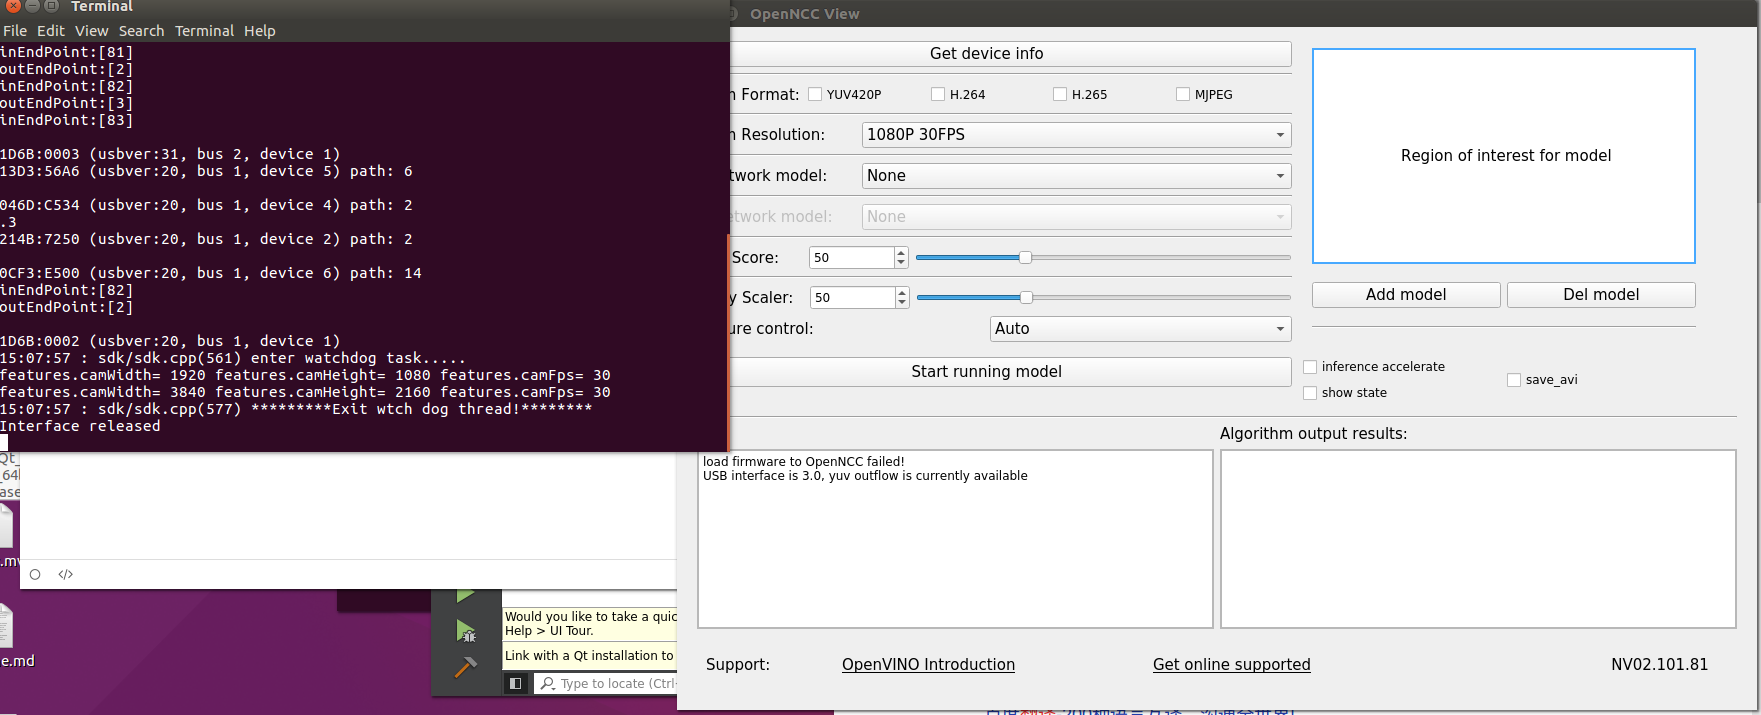 Terminal
File Edit View Search Terminal Help
inEndPoint:[81]
outEndPoint:[2]
inEndPoint:[82]
outEndPoint:[3]
inEndPoint:[83]
1D6B:0003 (usbver:31, bus 2, device 1)
13D3:56A6 (usbver:20, bus 1, device 5) path: 6
046D:C534 (usbver:20, bus 1, device 4) path: 2
.3
214B:7250 (usbver:20, bus 1, device 2) path: 2
0CF3:E500 (usbver:20, bus 1, device 6) path: 14
inEndPoint:[82]
outEndPoint:[2]
1D6B:0002 (usbver:20, bus 1, device 1)
15:07:57 : sdk/sdk.cpp(561) enter watchdog task.....
features.camWidth= 1920 features.camHeight= 1080 features.camFps= 30
features.camWidth= 3840 features.camHeight= 2160 features.camFps= 30
15:07:57 : sdk/sdk.cpp(577) *********Exit wtch dog thread!********
Interface released
Qt_
_64
ase
.m
e.md
</>
Would you like to take a quic
Help > UI Tour.
Link with a Qt installation to
Type to locate (Ctrl
OpenNCC View
Get device info
n Format: YUV420P H.264 H.265 MJPEG
n Resolution: 1080P 30FPS
twork model: None
etwork model: None
Score: 50
y Scaler: 50
ure control: Auto
Start running model
Region of interest for model
Add model Del model
inference accelerate
show state
save_avi
Algorithm output results:
load firmware to OpenNCC failed!
USB interface is 3.0, yuv outflow is currently available
Support: OpenVINO Introduction Get online supported NV02.101.81